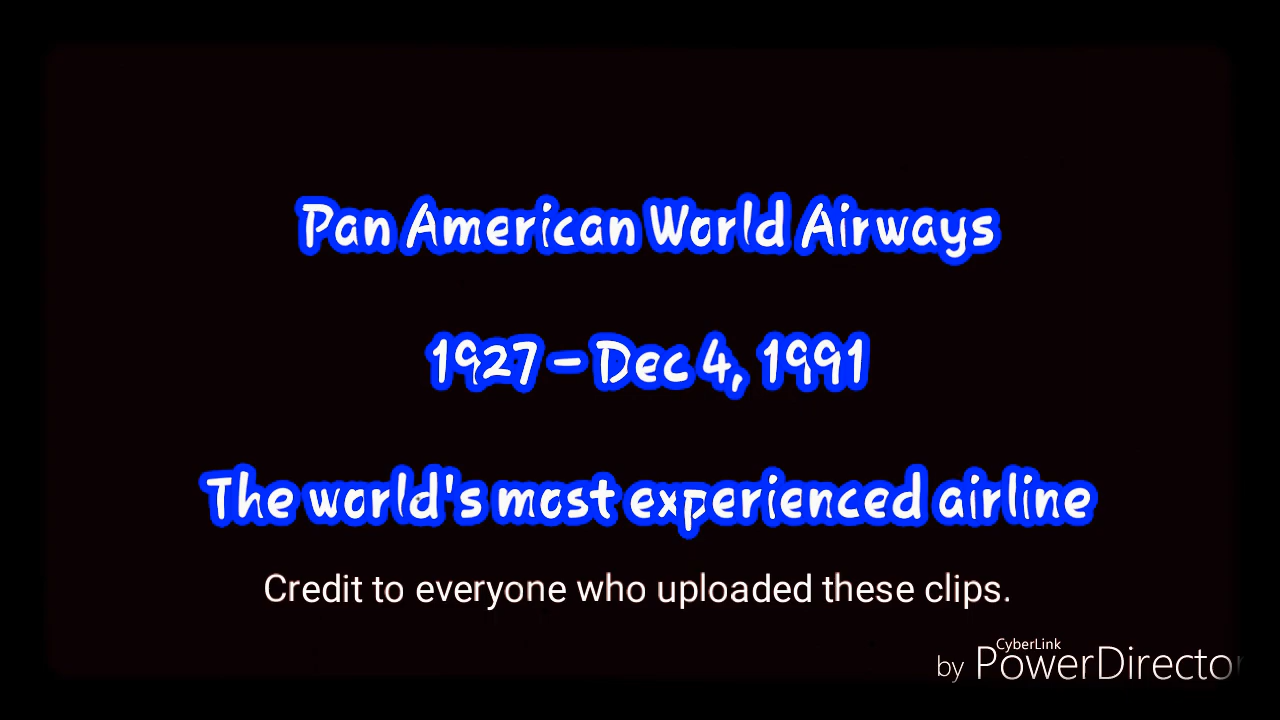 Pan American World Airways
1927 – Dec 4, 1991
The world's most experienced airline
Credit to everyone who uploaded these clips.
CyberLink
by PowerDirector